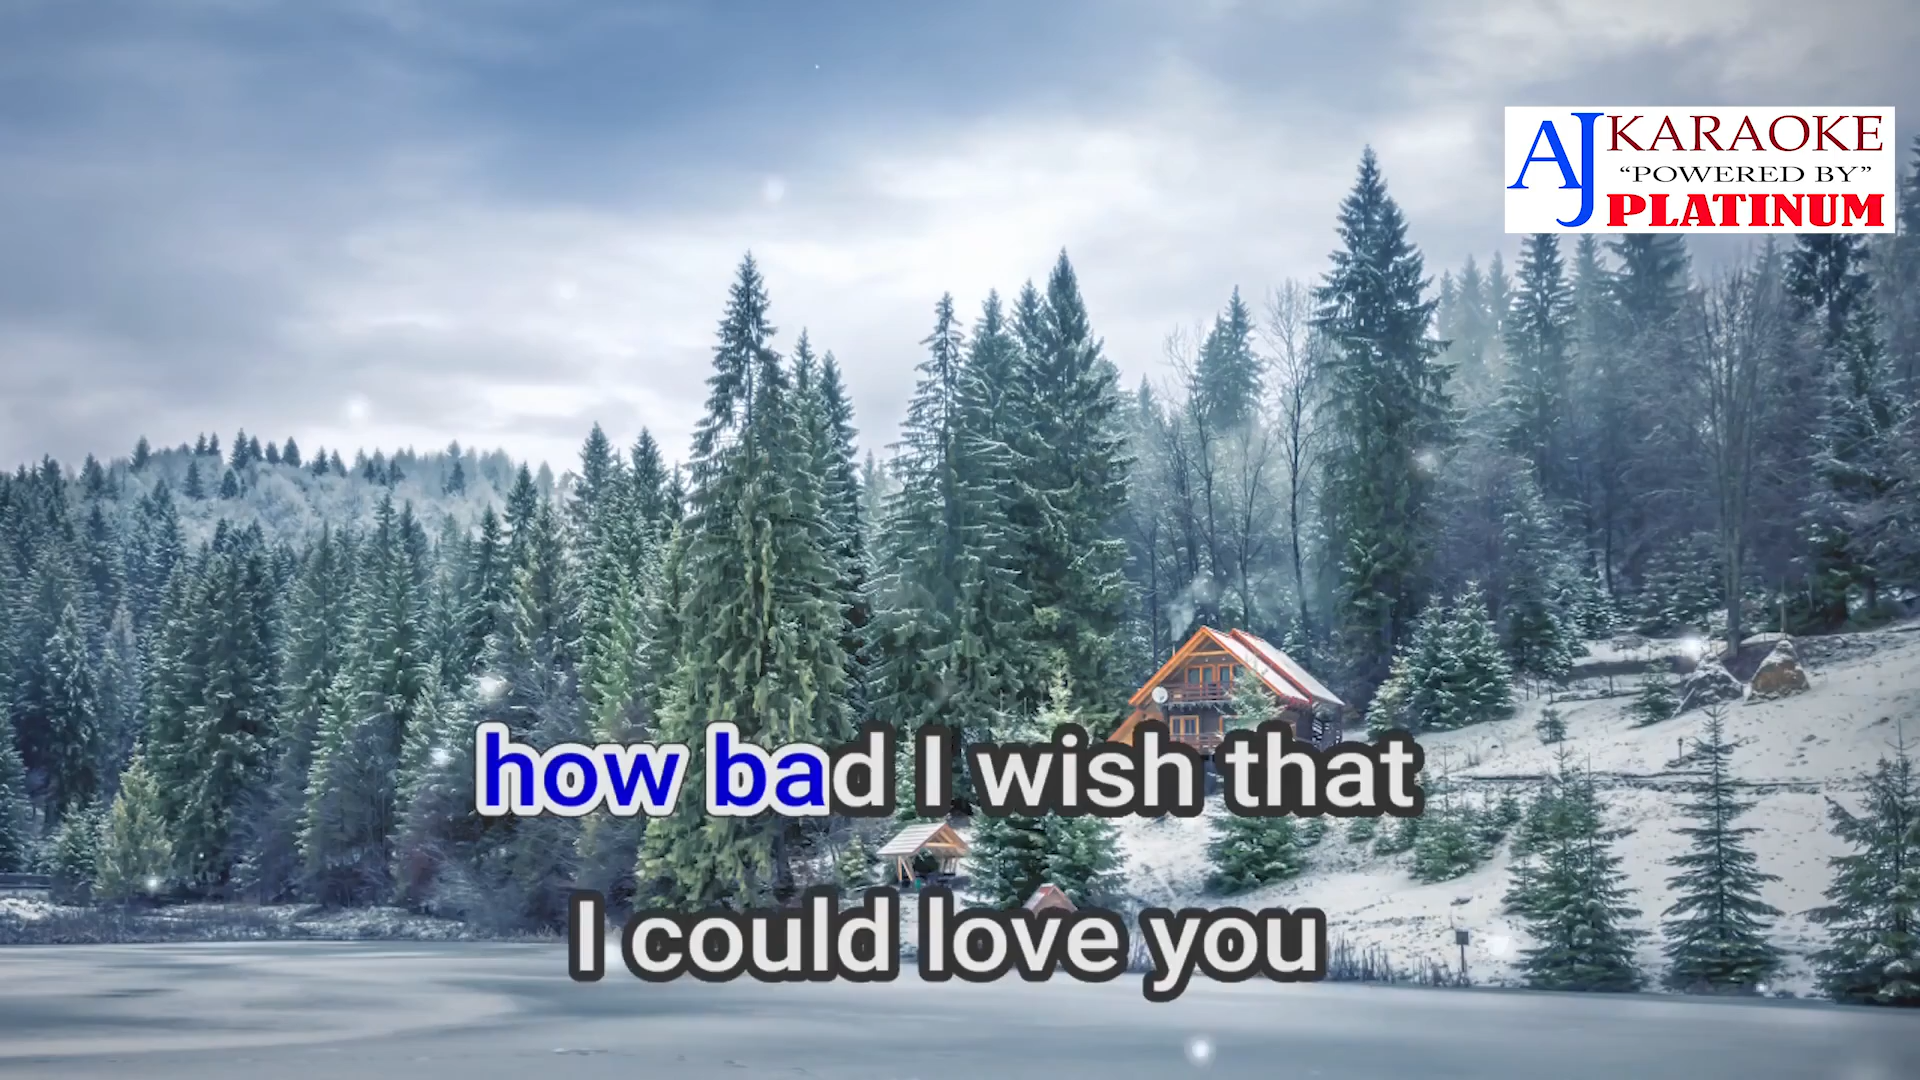 AJ KARAOKE
“POWERED BY”
PLATINUM
how bad I wish that
I could love you